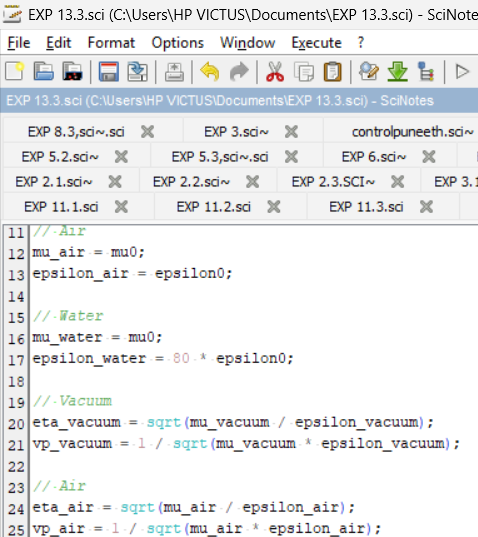 EXP 13.3.sci (C:\Users\HP VICTUS\Documents\EXP 13.3.sci) - SciNote
File Edit Format Options Window Execute ?
EXP 13.3.sci (C:\Users\HP VICTUS\Documents\EXP 13.3.sci) - SciNotes
EXP 8.3,sci~.sci EXP 3.sci~ controlpuneeth.sci~
EXP 5.2.sci~ EXP 5.3,sci~.sci EXP 6.sci~
EXP 2.1.sci~ EXP 2.2.sci~ EXP 2.3.SCI~ EXP 3.1
EXP 11.1.sci EXP 11.2.sci EXP 11.3.sci
11 // Air
12 mu_air = mu0;
13 epsilon_air = epsilon0;
14
15 // Water
16 mu_water = mu0;
17 epsilon_water = 80 * epsilon0;
18
19 // Vacuum
20 eta_vacuum = sqrt(mu_vacuum / epsilon_vacuum);
21 vp_vacuum = 1 / sqrt(mu_vacuum * epsilon_vacuum);
22
23 // Air
24 eta_air = sqrt(mu_air / epsilon_air);
25 vp_air = 1 / sqrt(mu_air * epsilon_air);